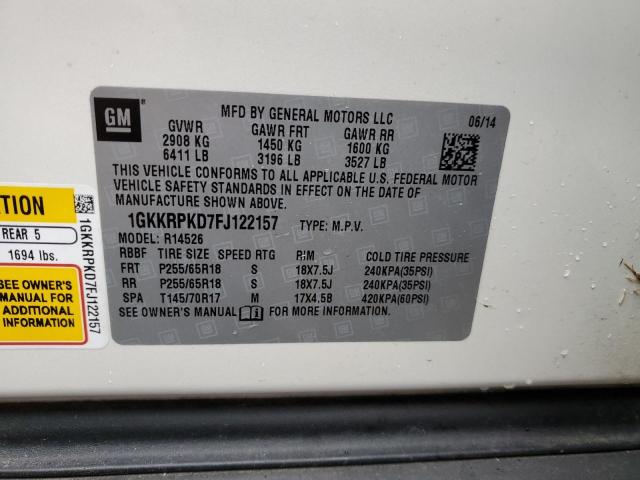 GM
MFD BY GENERAL MOTORS LLC 06/14
GVWR GAWR FRT GAWR RR
2908 KG 1450 KG 1600 KG
6411 LB 3196 LB 3527 LB
THIS VEHICLE CONFORMS TO ALL APPLICABLE U.S. FEDERAL MOTOR
VEHICLE SAFETY STANDARDS IN EFFECT ON THE DATE OF
MANUFACTURE SHOWN ABOVE.
1GKKRPKD7FJ122157 TYPE: M.P.V.
MODEL: R14526
RBBF TIRE SIZE SPEED RTG RIM COLD TIRE PRESSURE
FRT P255/65R18 S 18X7.5J 240KPA(35PSI)
RR P255/65R18 S 18X7.5J 240KPA(35PSI)
SPA T145/70R17 M 17X4.5B 420KPA(60PSI)
SEE OWNER'S MANUAL FOR MORE INFORMATION.
ATION
REAR 5
1694 lbs.
SEE OWNER'S
MANUAL FOR
ADDITIONAL
INFORMATION
1GKKRPKD7FJ122157